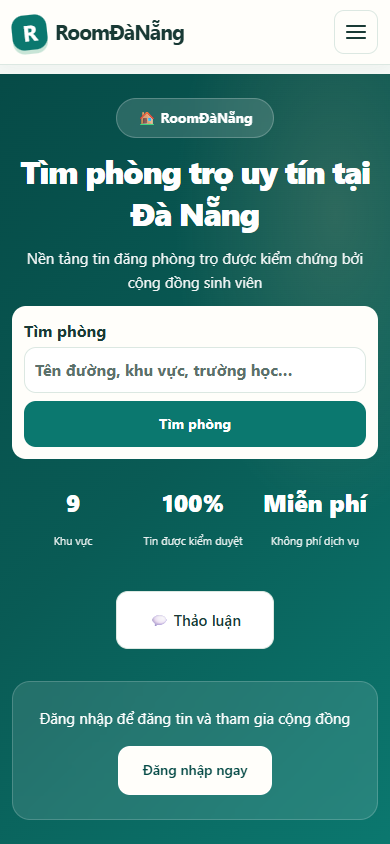 R RoomĐàNẵng
RoomĐàNẵng
Tìm phòng trọ uy tín tại
Đà Nẵng
Nền tảng tin đăng phòng trọ được kiểm chứng bởi
cộng đồng sinh viên
Tìm phòng
Tên đường, khu vực, trường học...
Tìm phòng
9 100% Miễn phí
Khu vực Tin được kiểm duyệt Không phí dịch vụ
Thảo luận
Đăng nhập để đăng tin và tham gia cộng đồng
Đăng nhập ngay